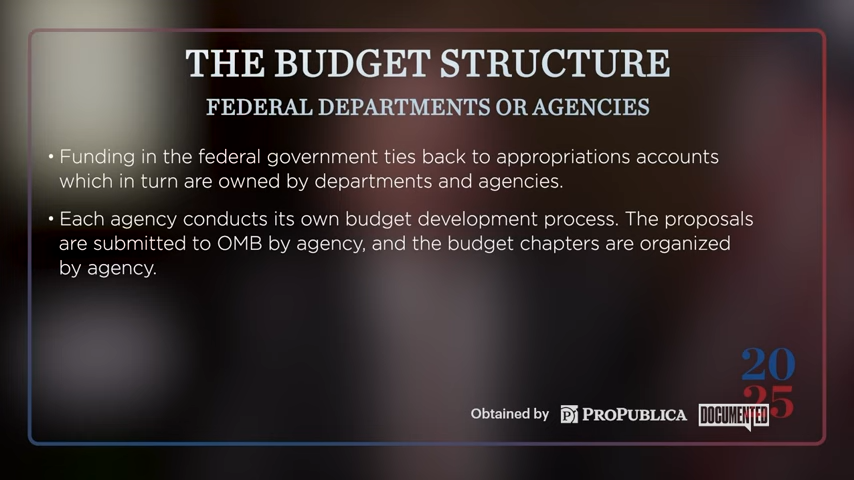 THE BUDGET STRUCTURE
FEDERAL DEPARTMENTS OR AGENCIES
• Funding in the federal government ties back to appropriations accounts
which in turn are owned by departments and agencies.
• Each agency conducts its own budget development process. The proposals
are submitted to OMB by agency, and the budget chapters are organized
by agency.
20
25
Obtained by PROPUBLICA DOCUMENTED